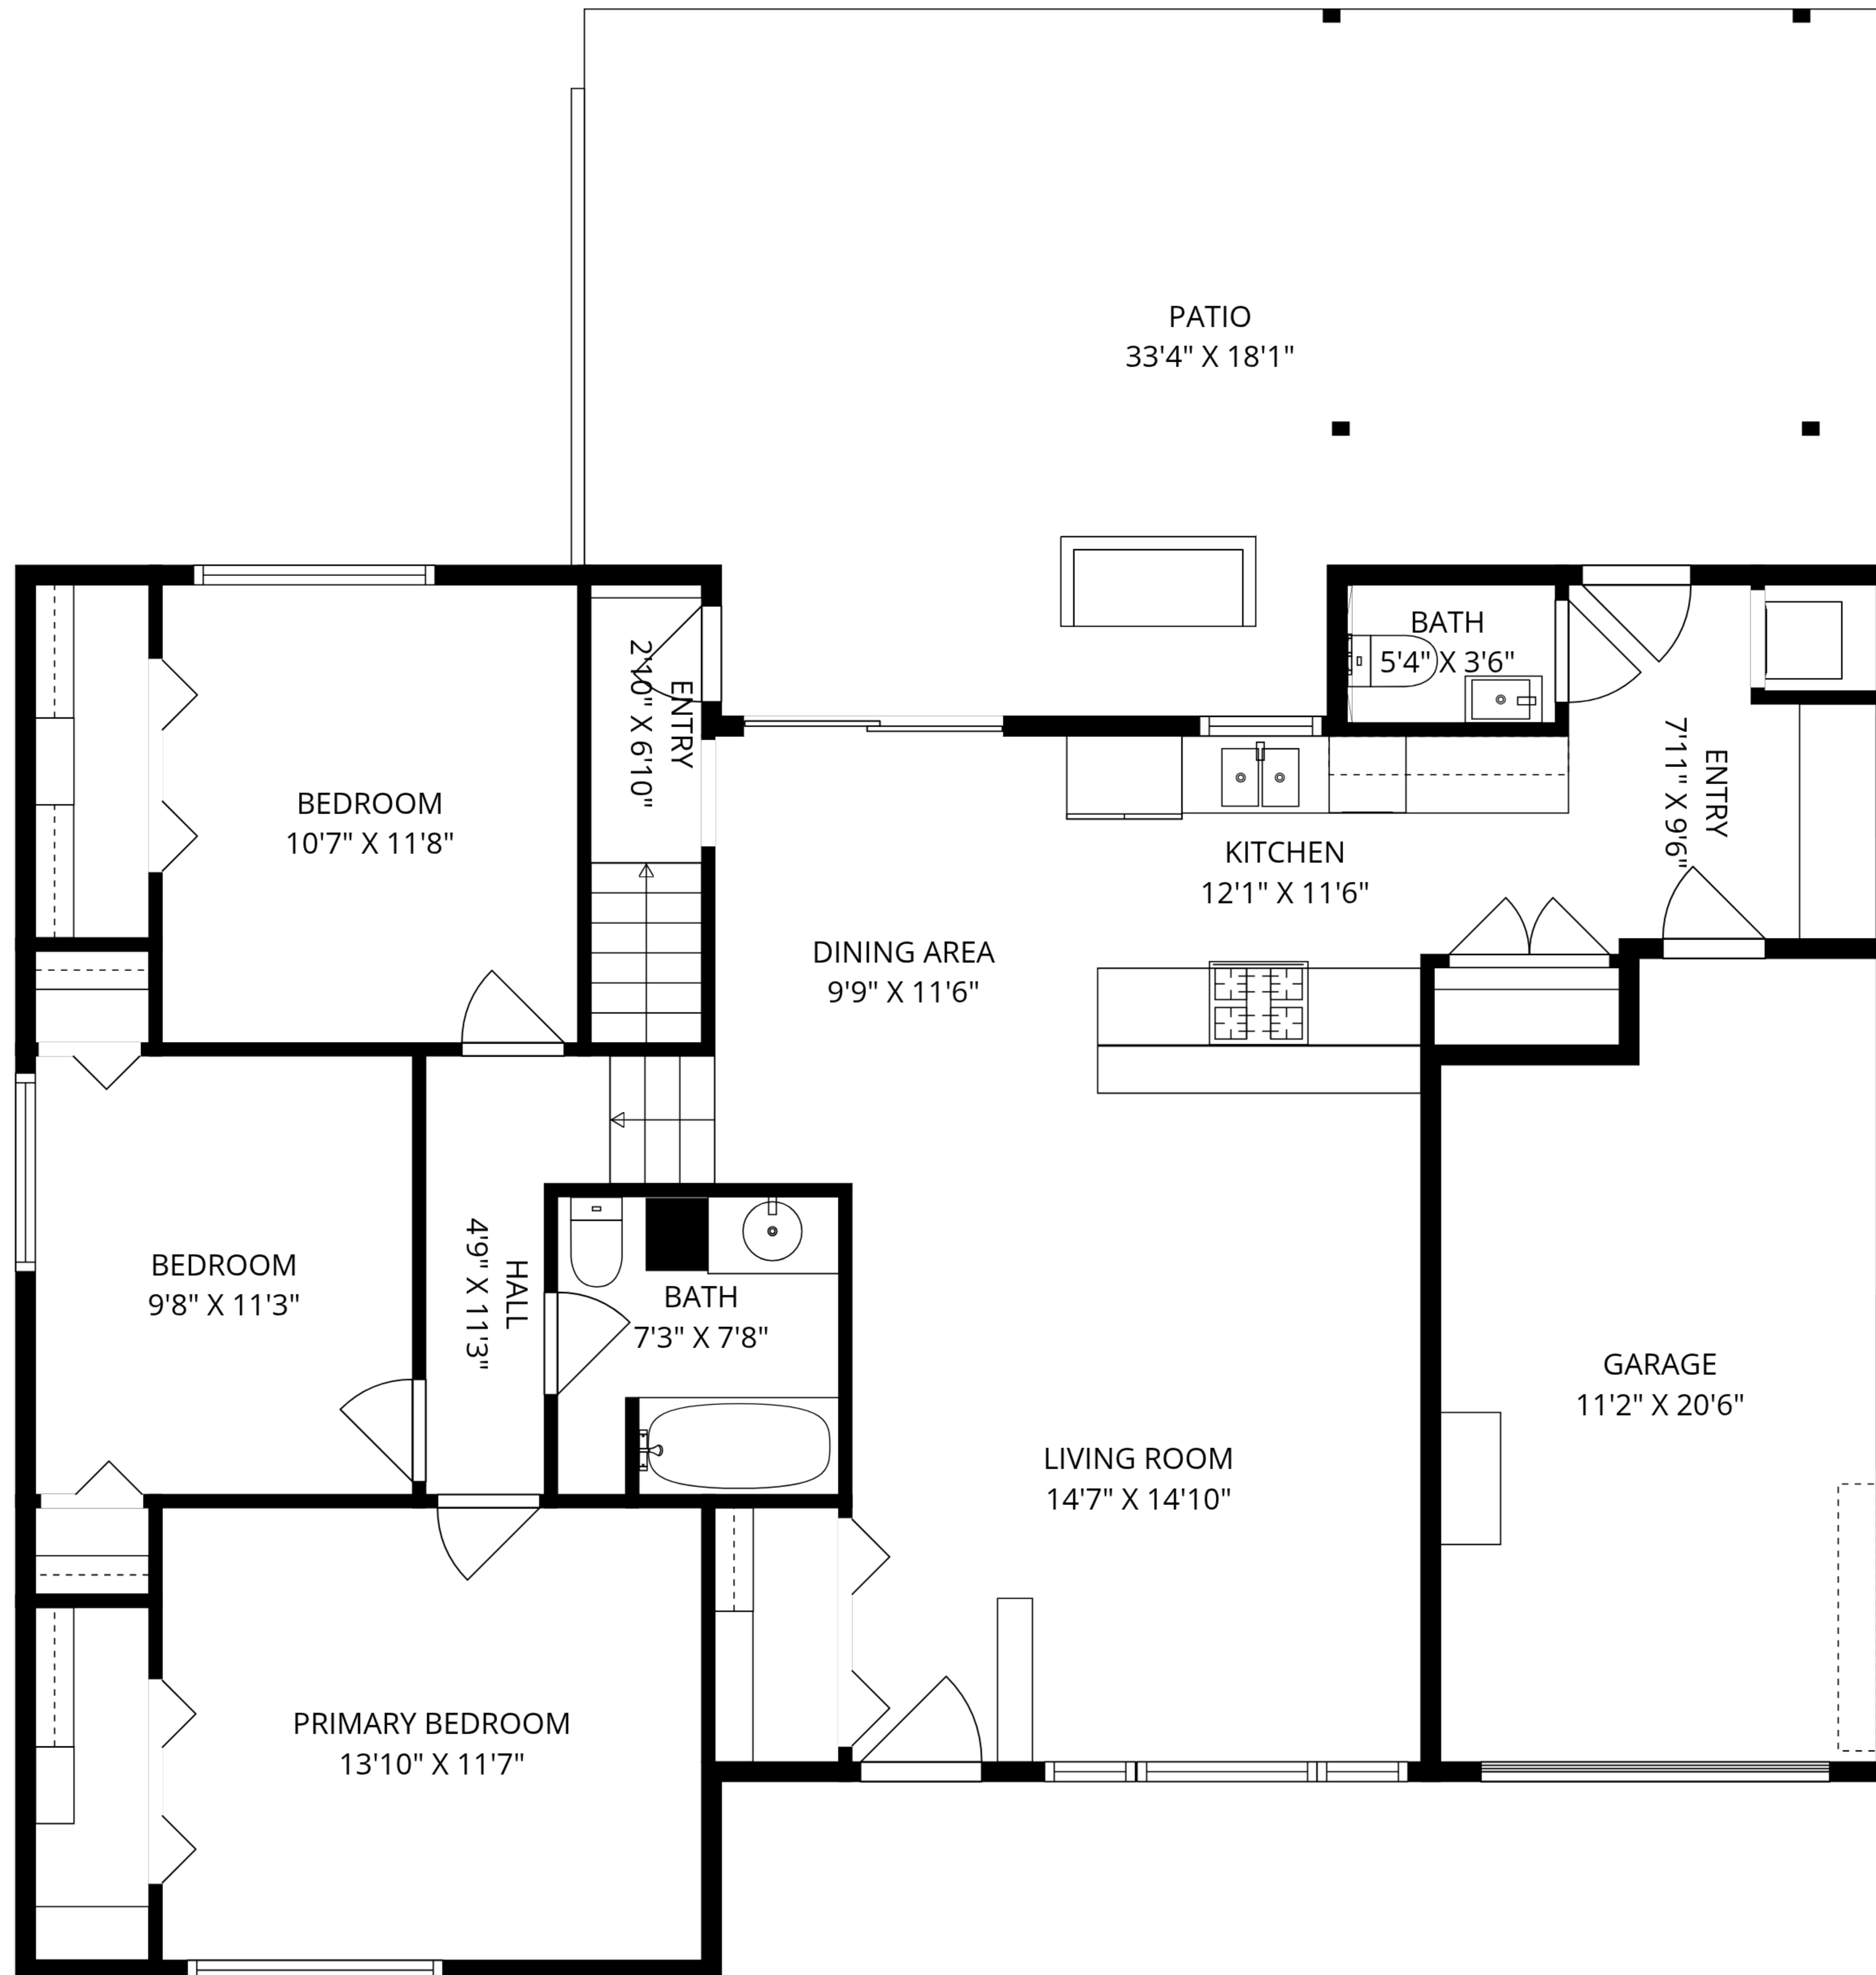 PATIO
33'4" X 18'1"
BATH
5'4" X 3'6"
ENTRY
2'10" X 6'10"
ENTRY
7'11" X 9'6"
BEDROOM
10'7" X 11'8"
KITCHEN
12'1" X 11'6"
DINING AREA
9'9" X 11'6"
BEDROOM
9'8" X 11'3"
HALL
4'9" X 11'3"
BATH
7'3" X 7'8"
GARAGE
11'2" X 20'6"
LIVING ROOM
14'7" X 14'10"
PRIMARY BEDROOM
13'10" X 11'7"